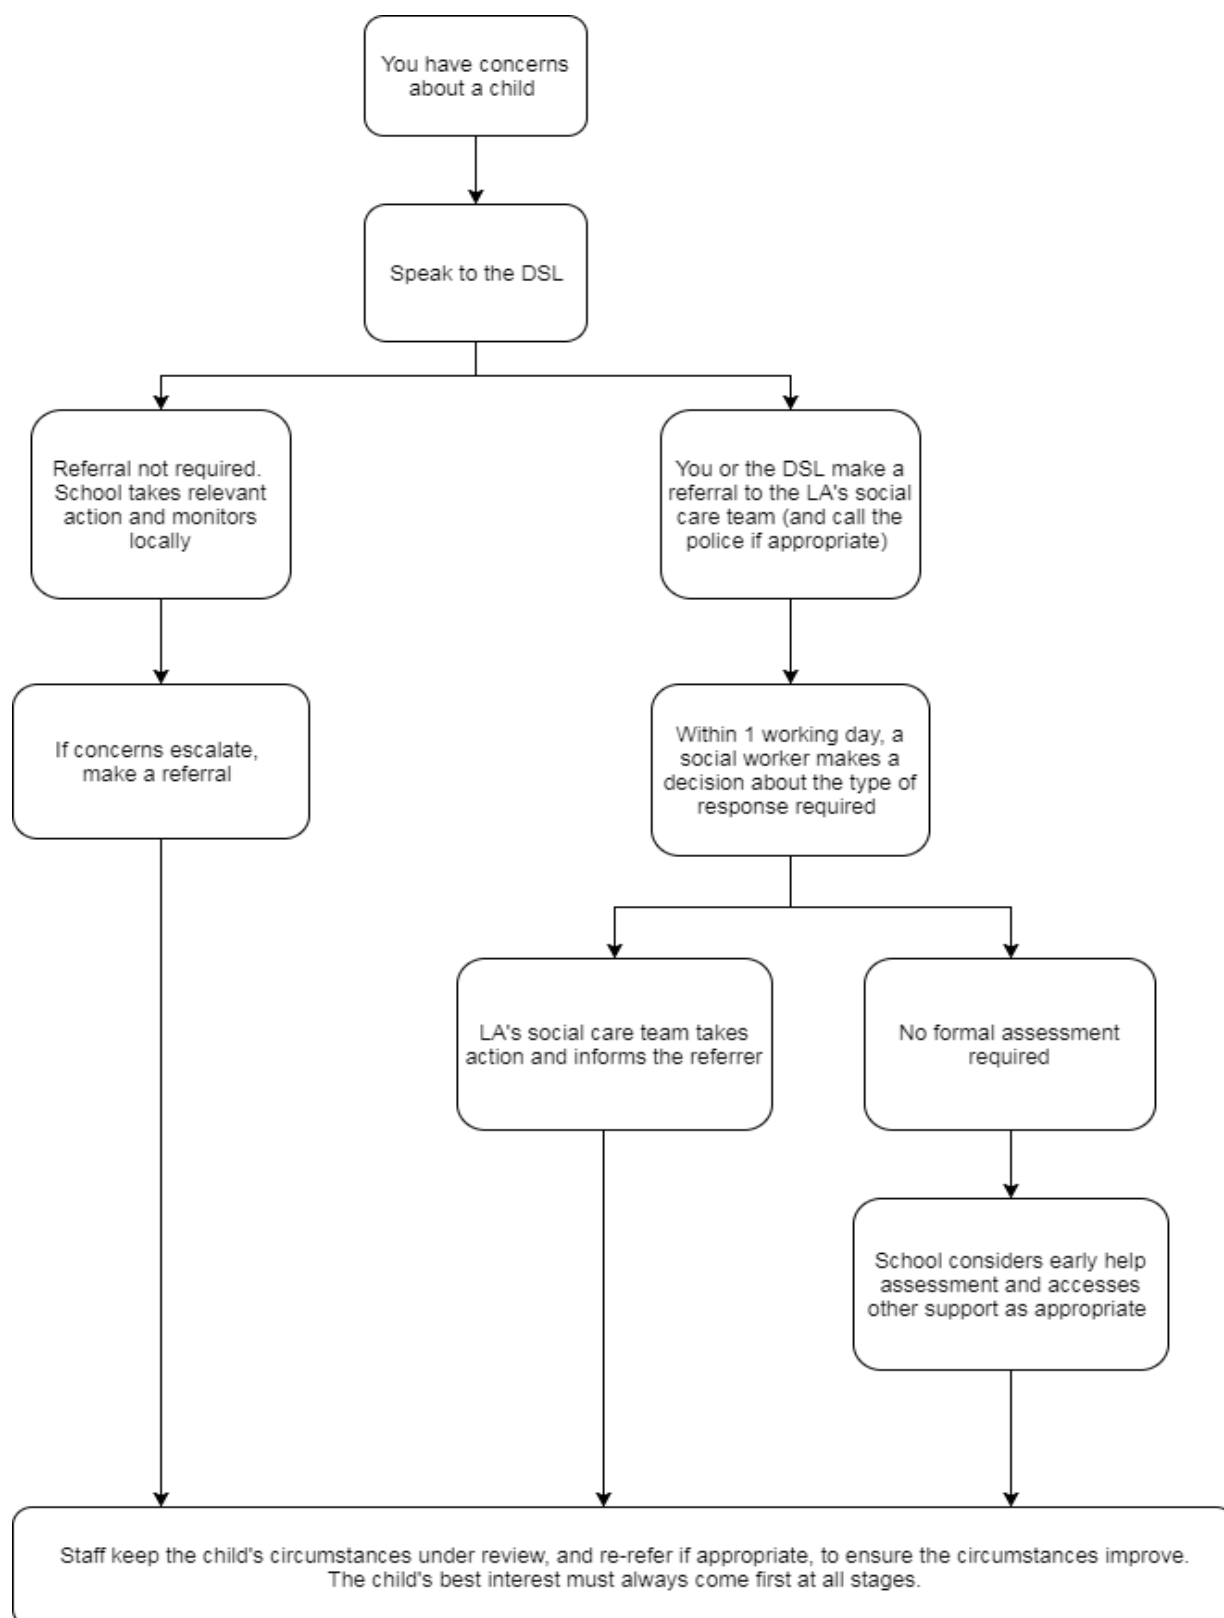 You have concerns
about a child
Speak to the DSL
Referral not required.
School takes relevant
action and monitors
locally
You or the DSL make a
referral to the LA's social
care team (and call the
police if appropriate)
If concerns escalate,
make a referral
Within 1 working day, a
social worker makes a
decision about the type of
response required
LA's social care team takes
action and informs the referrer
No formal assessment
required
School considers early help
assessment and accesses
other support as appropriate
Staff keep the child's circumstances under review, and re-refer if appropriate, to ensure the circumstances improve.
The child's best interest must always come first at all stages.